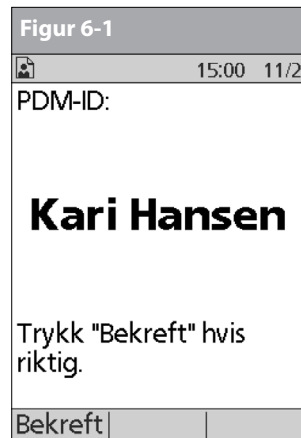 Figur 6-1
15:00 11/2
PDM-ID:
Kari Hansen
Trykk "Bekreft" hvis
riktig.
Bekreft